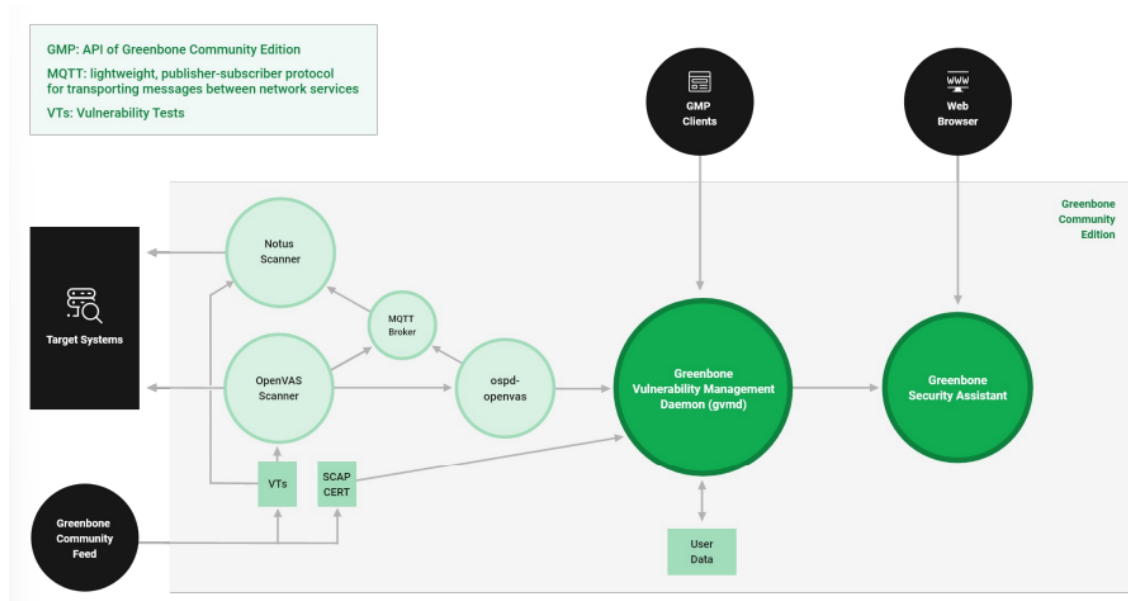 GMP: API of Greenbone Community Edition
MQTT: lightweight, publisher-subscriber protocol
for transporting messages between network services
VTs: Vulnerability Tests
GMP
Clients
WWW
Web
Browser
Greenbone
Community
Edition
Notus
Scanner
Target Systems
MQTT
Broker
OpenVAS
Scanner
ospd-
openvas
Greenbone
Vulnerability Management
Daemon (gvmd)
Greenbone
Security Assistant
VTs
SCAP
CERT
Greenbone
Community
Feed
User
Data